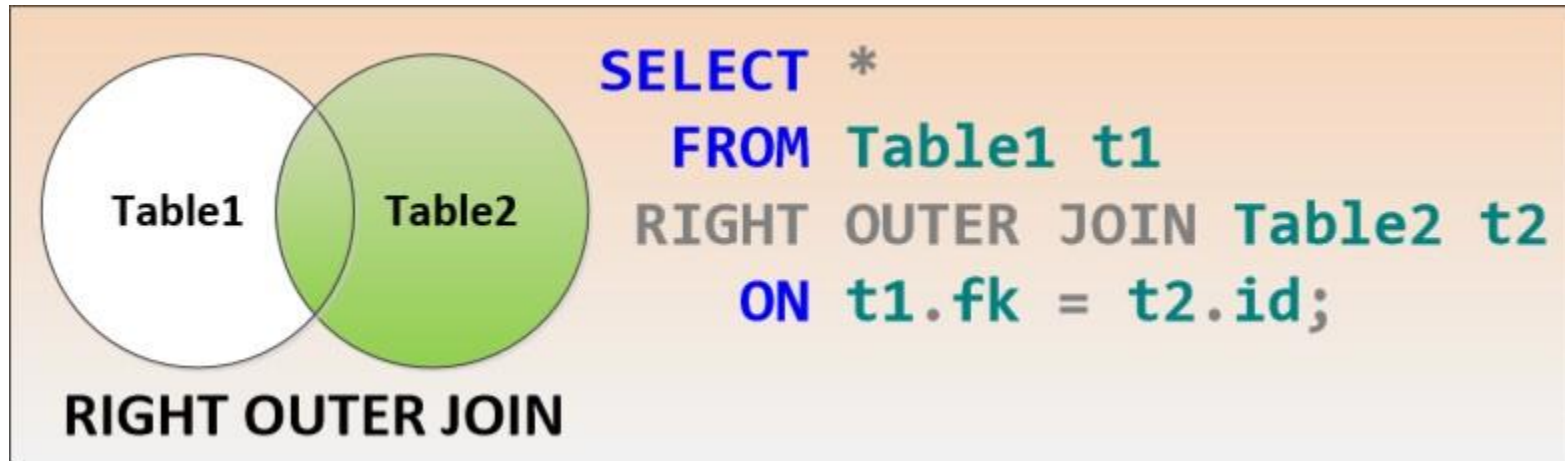 Table1
Table2
RIGHT OUTER JOIN
SELECT *
FROM Table1 t1
RIGHT OUTER JOIN Table2 t2
ON t1.fk = t2.id;